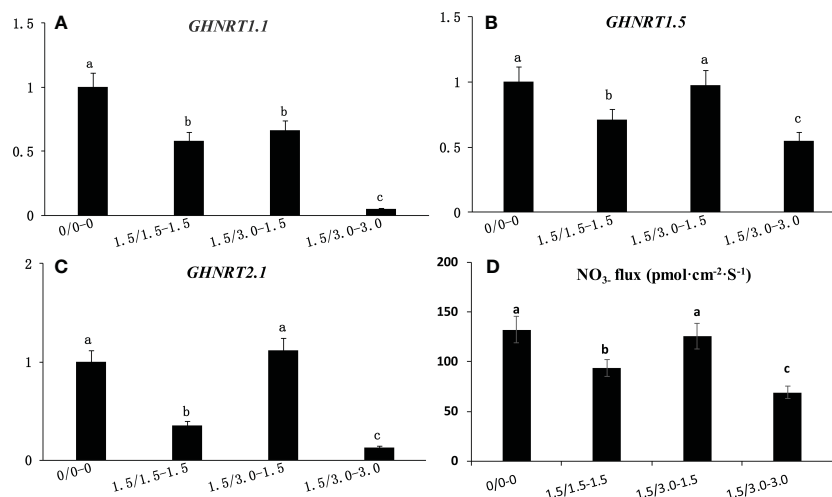 A
GHNRT1.1
1.5
1
0.5
0
a
b
b
c
0/0-0
1.5/1.5-1.5
1.5/3.0-1.5
1.5/3.0-3.0
B
GHNRT1.5
1.5
1
0.5
0
a
b
a
c
0/0-0
1.5/1.5-1.5
1.5/3.0-1.5
1.5/3.0-3.0
C
GHNRT2.1
2
1
0
a
b
a
c
0/0-0
1.5/1.5-1.5
1.5/3.0-1.5
1.5/3.0-3.0
D
NO₃₋ flux (pmol·cm⁻²·S⁻¹)
200
150
100
50
0
a
b
a
c
0/0-0
1.5/1.5-1.5
1.5/3.0-1.5
1.5/3.0-3.0